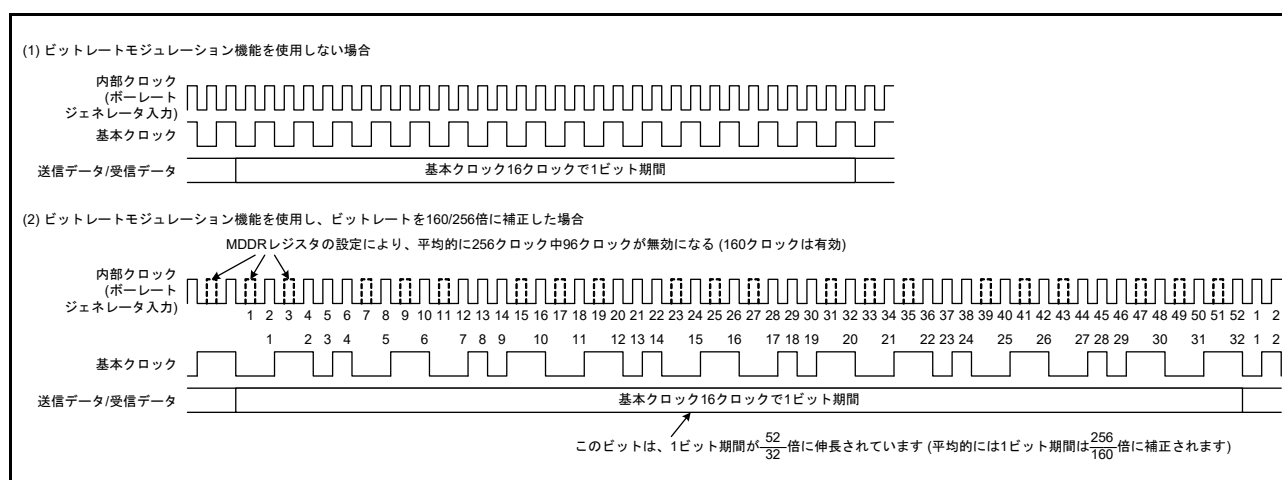 (1) ビットレートモジュレーション機能を使用しない場合
内部クロック
(ボーレート
ジェネレータ入力)
基本クロック
送信データ/受信データ
基本クロック16クロックで1ビット期間
(2) ビットレートモジュレーション機能を使用し、ビットレートを160/256倍に補正した場合
MDDRレジスタの設定により、平均的に256クロック中96クロックが無効になる (160クロックは有効)
内部クロック
(ボーレート
ジェネレータ入力)
1 2 3 4 5 6 7 8 9 10 11 12 13 14 15 16 17 18 19 20 21 22 23 24 25 26 27 28 29 30 31 32 33 34 35 36 37 38 39 40 41 42 43 44 45 46 47 48 49 50 51 52 1 2
1 2 3 4 5 6 7 8 9 10 11 12 13 14 15 16 17 18 19 20 21 22 23 24 25 26 27 28 29 30 31 32 1 2
基本クロック
送信データ/受信データ
基本クロック16クロックで1ビット期間
このビットは、1ビット期間が52/32倍に伸長されています (平均的には1ビット期間は256/160倍に補正されます)